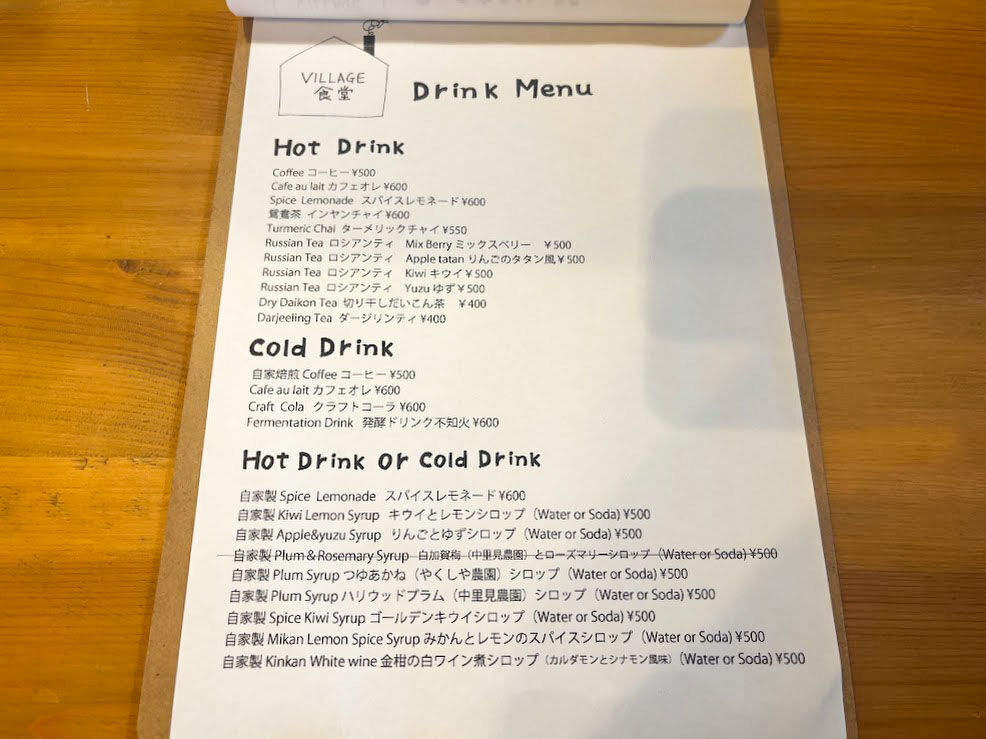 VILLAGE
食堂
Drink Menu
Hot Drink
Coffee コーヒー ¥500
Cafe au lait カフェオレ ¥600
Spice Lemonade スパイスレモネード ¥600
鴛鴦茶 インヤンチャイ ¥600
Turmeric Chai ターメリックチャイ ¥550
Russian Tea ロシアンティ Mix Berry ミックスベリー ¥500
Russian Tea ロシアンティ Apple tatan りんごのタタン風 ¥500
Russian Tea ロシアンティ Kiwi キウイ ¥500
Russian Tea ロシアンティ Yuzu ゆず ¥500
Dry Daikon Tea 切り干しだいこん茶 ¥400
Darjeeling Tea ダージリンティ ¥400
Cold Drink
自家焙煎 Coffee コーヒー ¥500
Cafe au lait カフェオレ ¥600
Craft Cola クラフトコーラ ¥600
Fermentation Drink 発酵ドリンク不知火 ¥600
Hot Drink or Cold Drink
自家製 Spice Lemonade スパイスレモネード ¥600
自家製 Kiwi Lemon Syrup キウイとレモンシロップ (Water or Soda) ¥500
自家製 Apple&yuzu Syrup りんごとゆずシロップ (Water or Soda) ¥500
自家製 Plum & Rosemary Syrup 白加賀梅（中里見農園）とローズマリーシロップ (Water or Soda) ¥500
自家製 Plum Syrup つゆあかね（やくしや農園）シロップ (Water or Soda) ¥500
自家製 Plum Syrup ハリウッドプラム（中里見農園）シロップ (Water or Soda) ¥500
自家製 Spice Kiwi Syrup ゴールデンキウイシロップ (Water or Soda) ¥500
自家製 Mikan Lemon Spice Syrup みかんとレモンのスパイスシロップ (Water or Soda) ¥500
自家製 Kinkan White wine 金柑の白ワイン煮シロップ（カルダモンとシナモン風味）(Water or Soda) ¥500